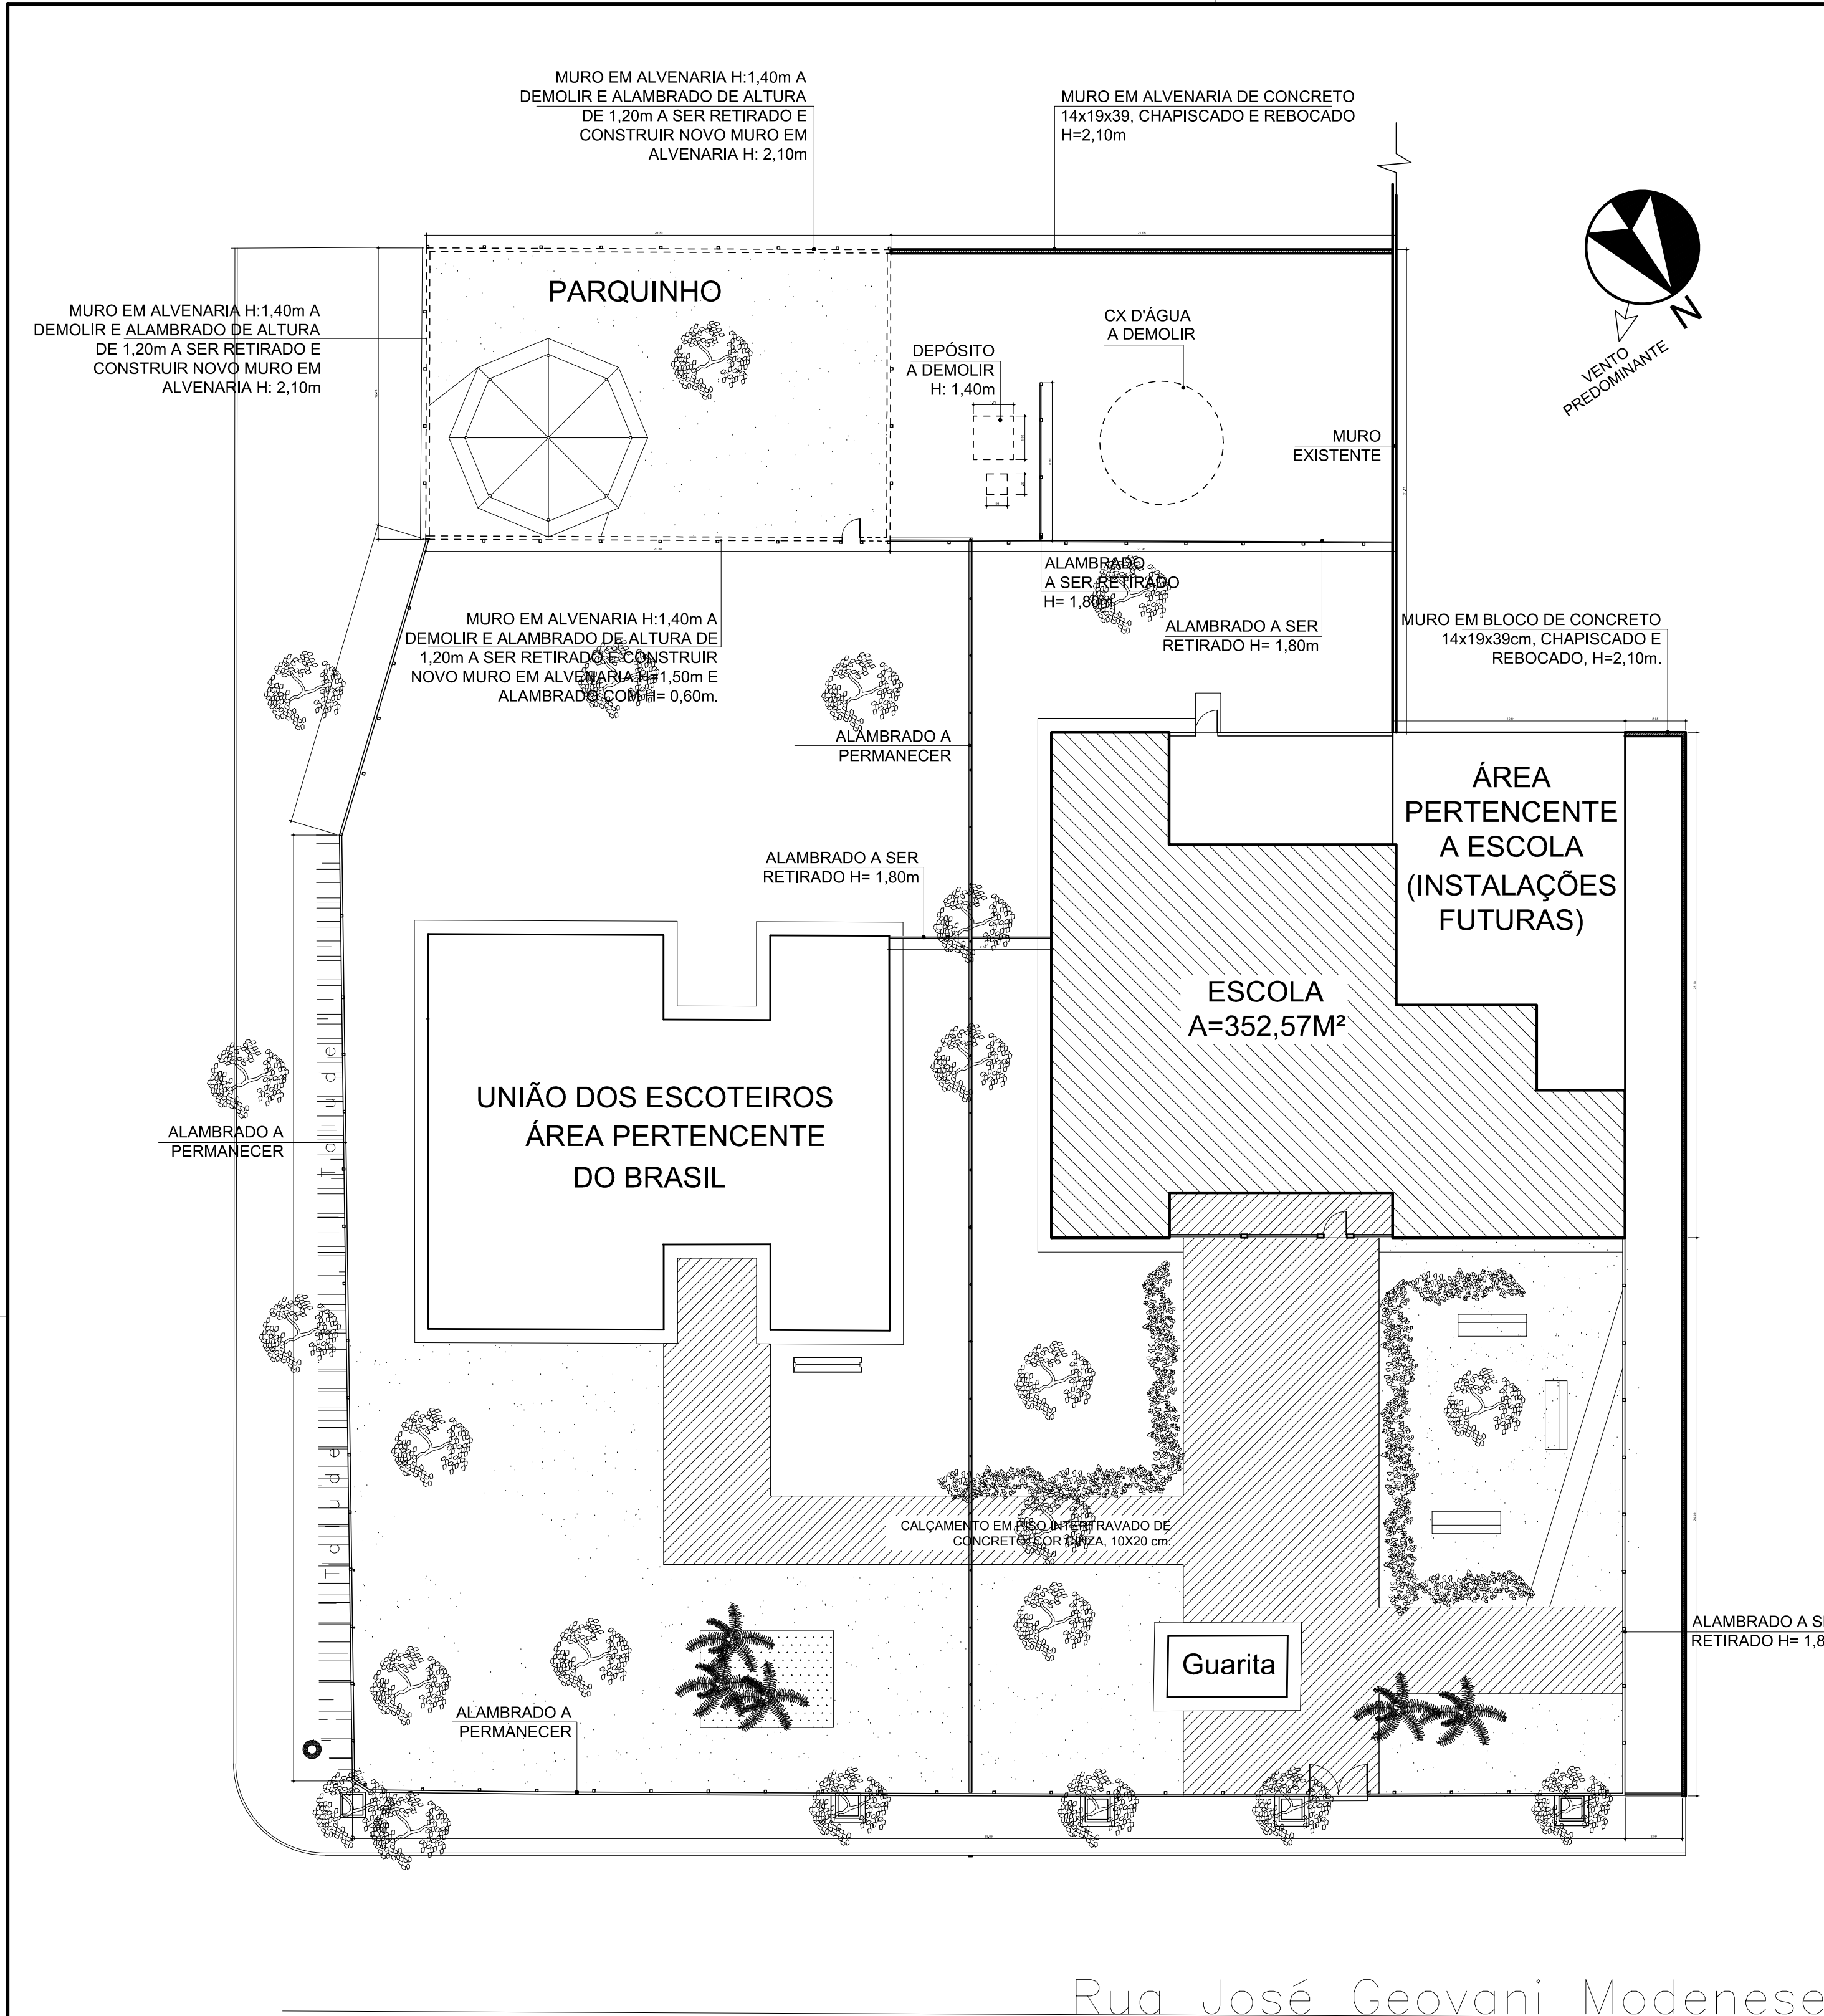 MURO EM ALVENARIA H:1,40m A
DEMOLIR E ALAMBRADO DE ALTURA
DE 1,20m A SER RETIRADO E
CONSTRUIR NOVO MURO EM
ALVENARIA H: 2,10m
MURO EM ALVENARIA DE CONCRETO
14x19x39, CHAPISCADO E REBOCADO
H=2,10m
N
VENTO
PREDOMINANTE
MURO EM ALVENARIA H:1,40m A
DEMOLIR E ALAMBRADO DE ALTURA
DE 1,20m A SER RETIRADO E
CONSTRUIR NOVO MURO EM
ALVENARIA H: 2,10m
PARQUINHO
CX D'ÁGUA
A DEMOLIR
DEPÓSITO
A DEMOLIR
H: 1,40m
MURO
EXISTENTE
ALAMBRADO
A SER RETIRADO
H= 1,80m
ALAMBRADO A SER
RETIRADO H= 1,80m
MURO EM BLOCO DE CONCRETO
14x19x39cm, CHAPISCADO E
REBOCADO, H=2,10m.
MURO EM ALVENARIA H:1,40m A
DEMOLIR E ALAMBRADO DE ALTURA DE
1,20m A SER RETIRADO E CONSTRUIR
NOVO MURO EM ALVENARIA H=1,50m E
ALAMBRADO COM H= 0,60m.
ALAMBRADO A
PERMANECER
ÁREA
PERTENCENTE
A ESCOLA
(INSTALAÇÕES
FUTURAS)
ALAMBRADO A SER
RETIRADO H= 1,80m
ESCOLA
A=352,57M²
UNIÃO DOS ESCOTEIROS
ÁREA PERTENCENTE
DO BRASIL
Talude
ALAMBRADO A
PERMANECER
Talude
CALÇAMENTO EM PISO INTERTRAVADO DE
CONCRETO, COR CINZA, 10X20 cm.
Guarita
ALAMBRADO A S
RETIRADO H= 1,8
ALAMBRADO A
PERMANECER
Rua José Geovani Modenese